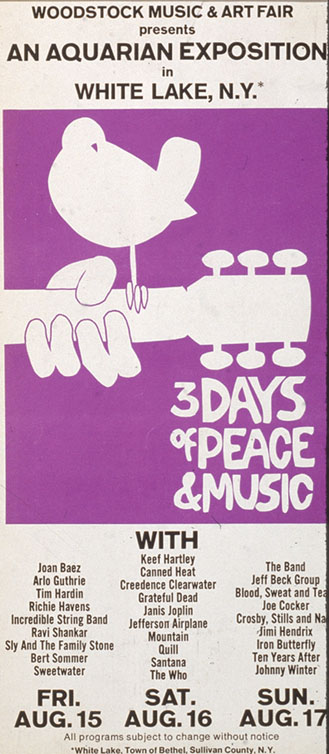 WOODSTOCK MUSIC & ART FAIR
presents
AN AQUARIAN EXPOSITION
in
WHITE LAKE, N.Y.*
3 DAYS
of PEACE
& MUSIC
WITH
Joan Baez
Arlo Guthrie
Tim Hardin
Richie Havens
Incredible String Band
Ravi Shankar
Sly And The Family Stone
Bert Sommer
Sweetwater
FRI.
AUG. 15
Keef Hartley
Canned Heat
Creedence Clearwater
Grateful Dead
Janis Joplin
Jefferson Airplane
Mountain
Quill
Santana
The Who
SAT.
AUG. 16
The Band
Jeff Beck Group
Blood, Sweat and Tea
Joe Cocker
Crosby, Stills and Na
Jimi Hendrix
Iron Butterfly
Ten Years After
Johnny Winter
SUN.
AUG. 17
All programs subject to change without notice
*White Lake, Town of Bethel, Sullivan County, N.Y.